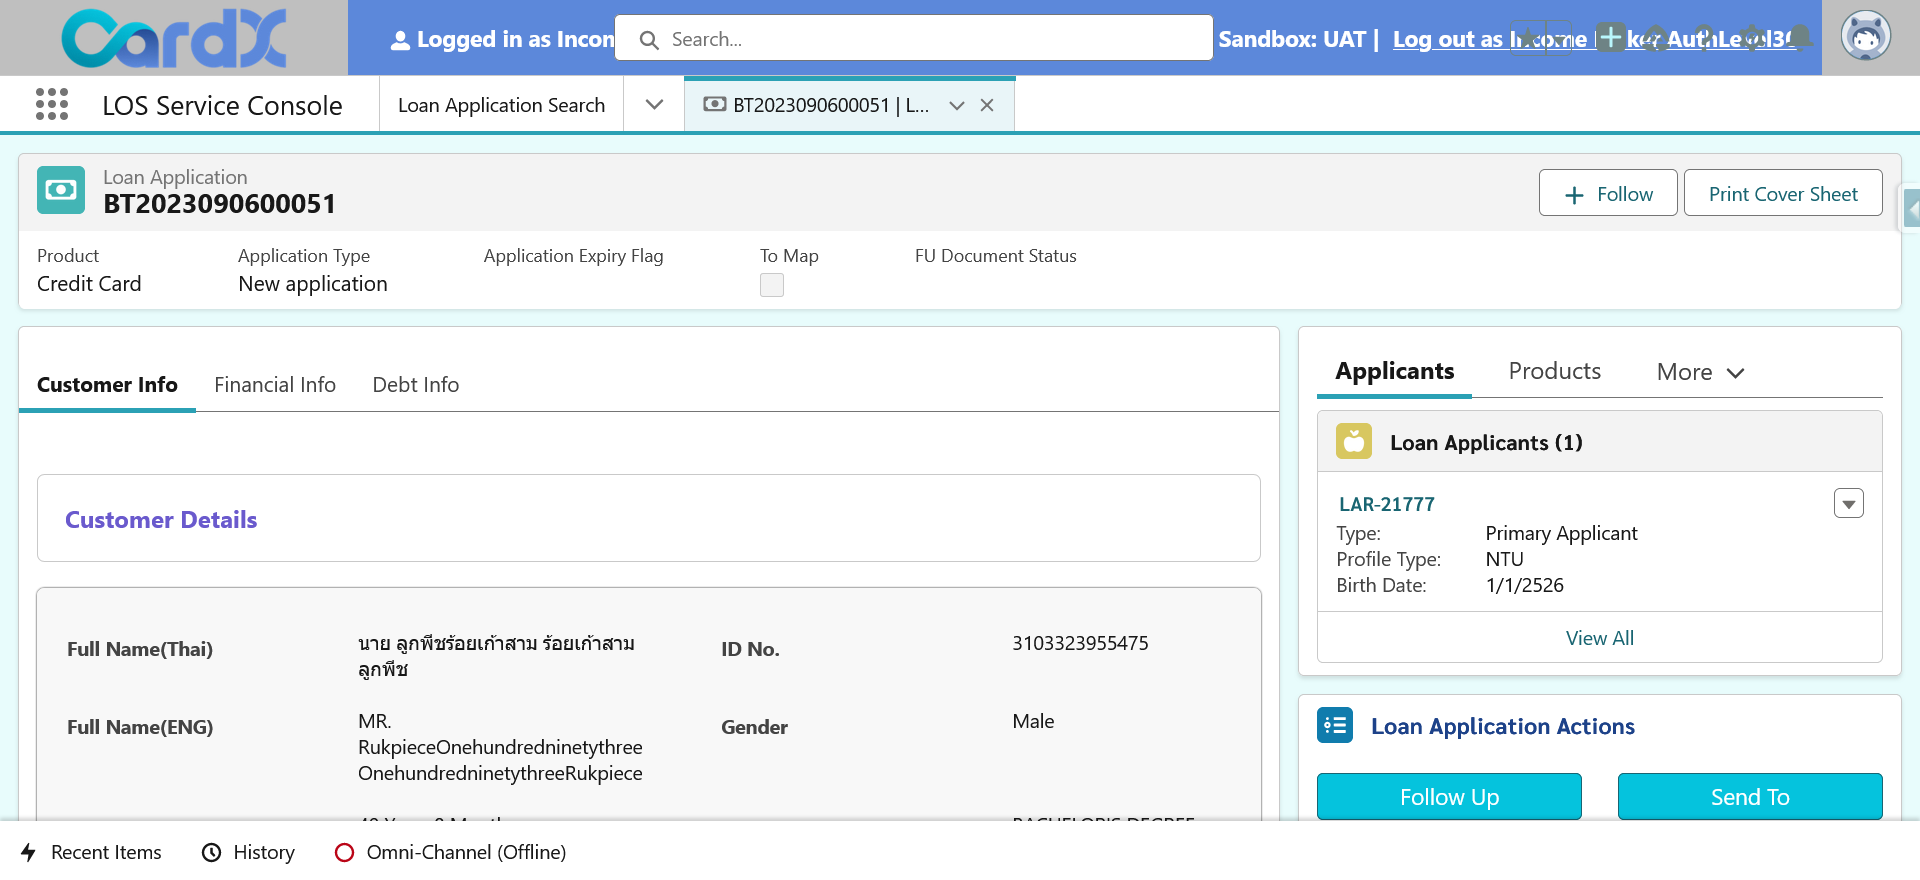 CardX
Logged in as Incom
Search...
Sandbox: UAT |
Log out as Income
ker AuthLevel3
LOS Service Console
Loan Application Search
BT2023090600051 | L...
Loan Application
BT2023090600051
Follow
Print Cover Sheet
Product
Application Type
Application Expiry Flag
To Map
FU Document Status
Credit Card
New application
Customer Info
Financial Info
Debt Info
Applicants
Products
More
Loan Applicants (1)
Customer Details
LAR-21777
Type:
Primary Applicant
Profile Type:
NTU
Birth Date:
1/1/2526
View All
Full Name(Thai)
นาย ลูกพีชร้อยเก้าสาม ร้อยเก้าสาม
ลูกพีช
ID No.
3103323955475
Full Name(ENG)
MR.
RukpieceOnehundredninetythree
OnehundredninetythreeRukpiece
Gender
Male
Loan Application Actions
Follow Up
Send To
Recent Items
History
Omni-Channel (Offline)